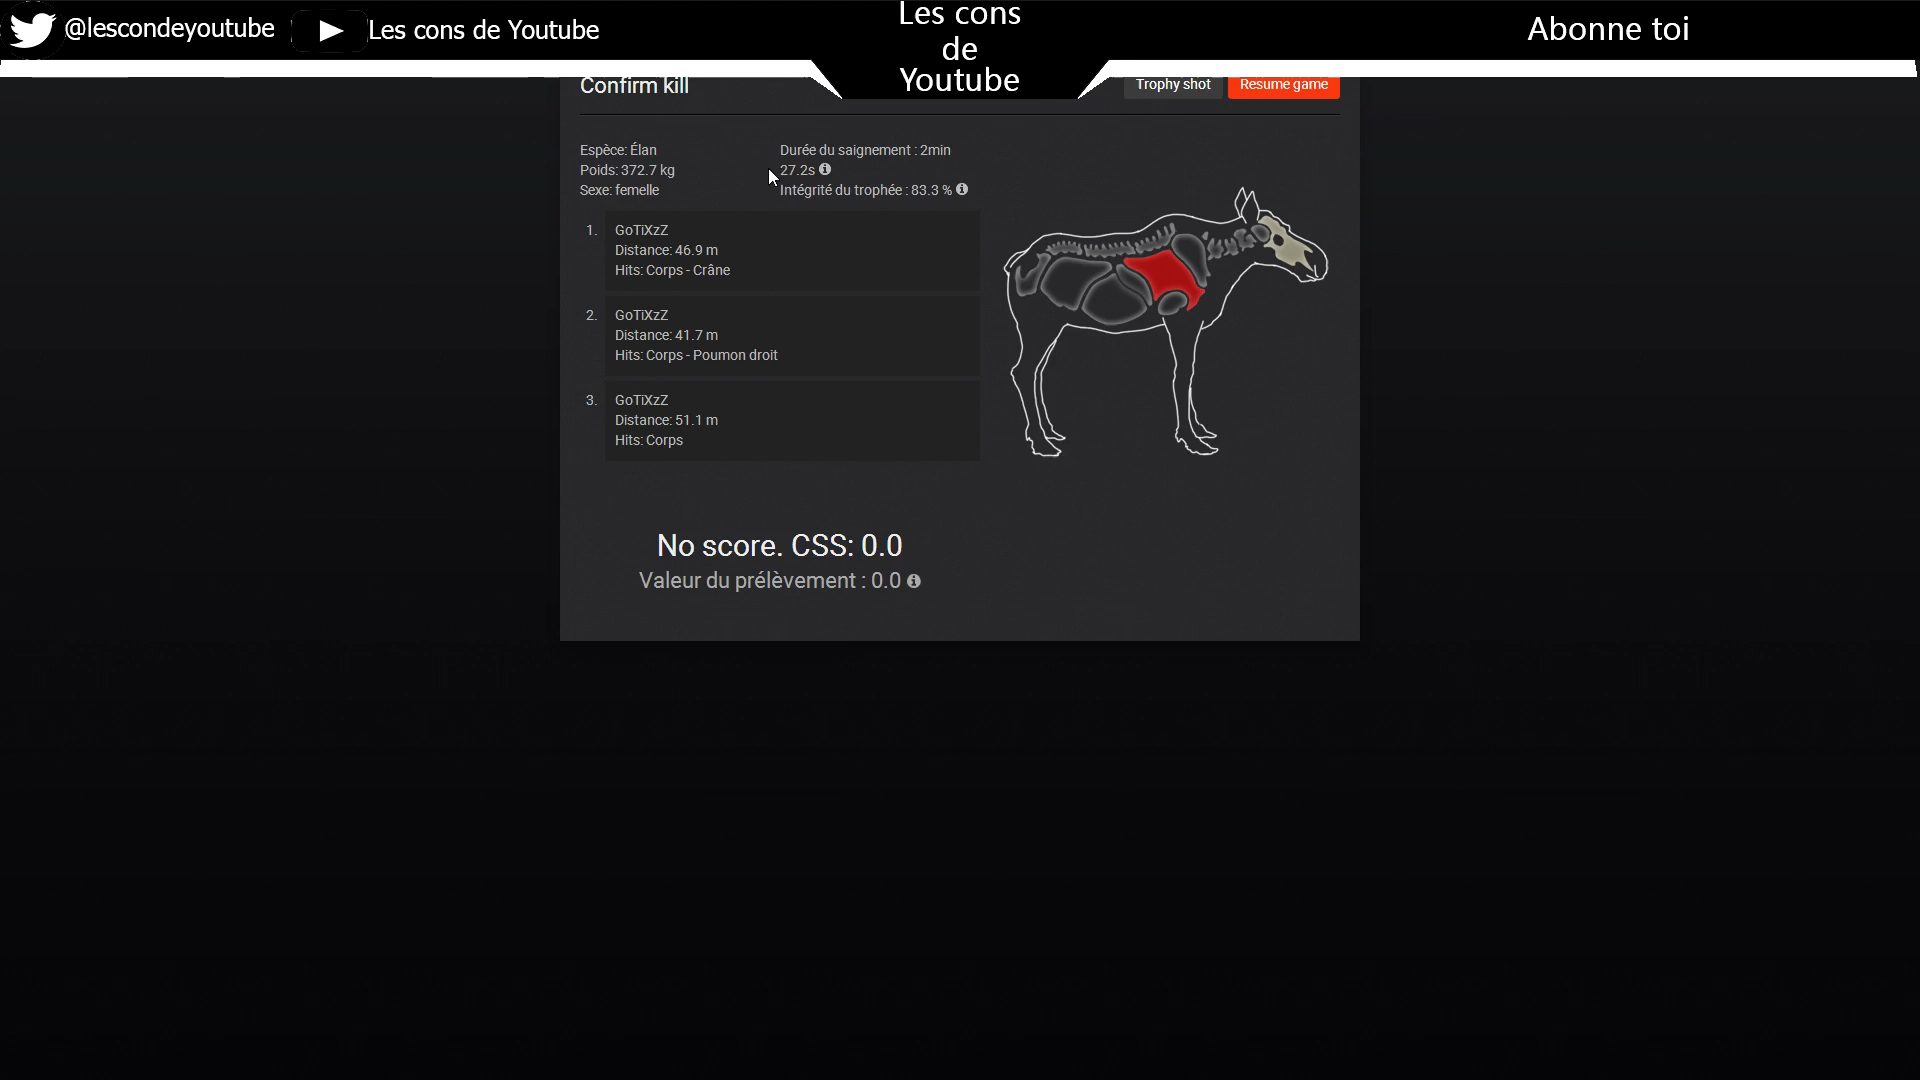 @lescondeyoutube
Les cons de Youtube
Les cons
de
Youtube
Abonne toi
Confirm kill
Trophy shot
Resume game
Espèce: Élan
Poids: 372.7 kg
Sexe: femelle
Durée du saignement : 2min
27.2s
Intégrité du trophée : 83.3 %
1.
GoTiXzZ
Distance: 46.9 m
Hits: Corps - Crâne
2.
GoTiXzZ
Distance: 41.7 m
Hits: Corps - Poumon droit
3.
GoTiXzZ
Distance: 51.1 m
Hits: Corps
No score. CSS: 0.0
Valeur du prélèvement : 0.0